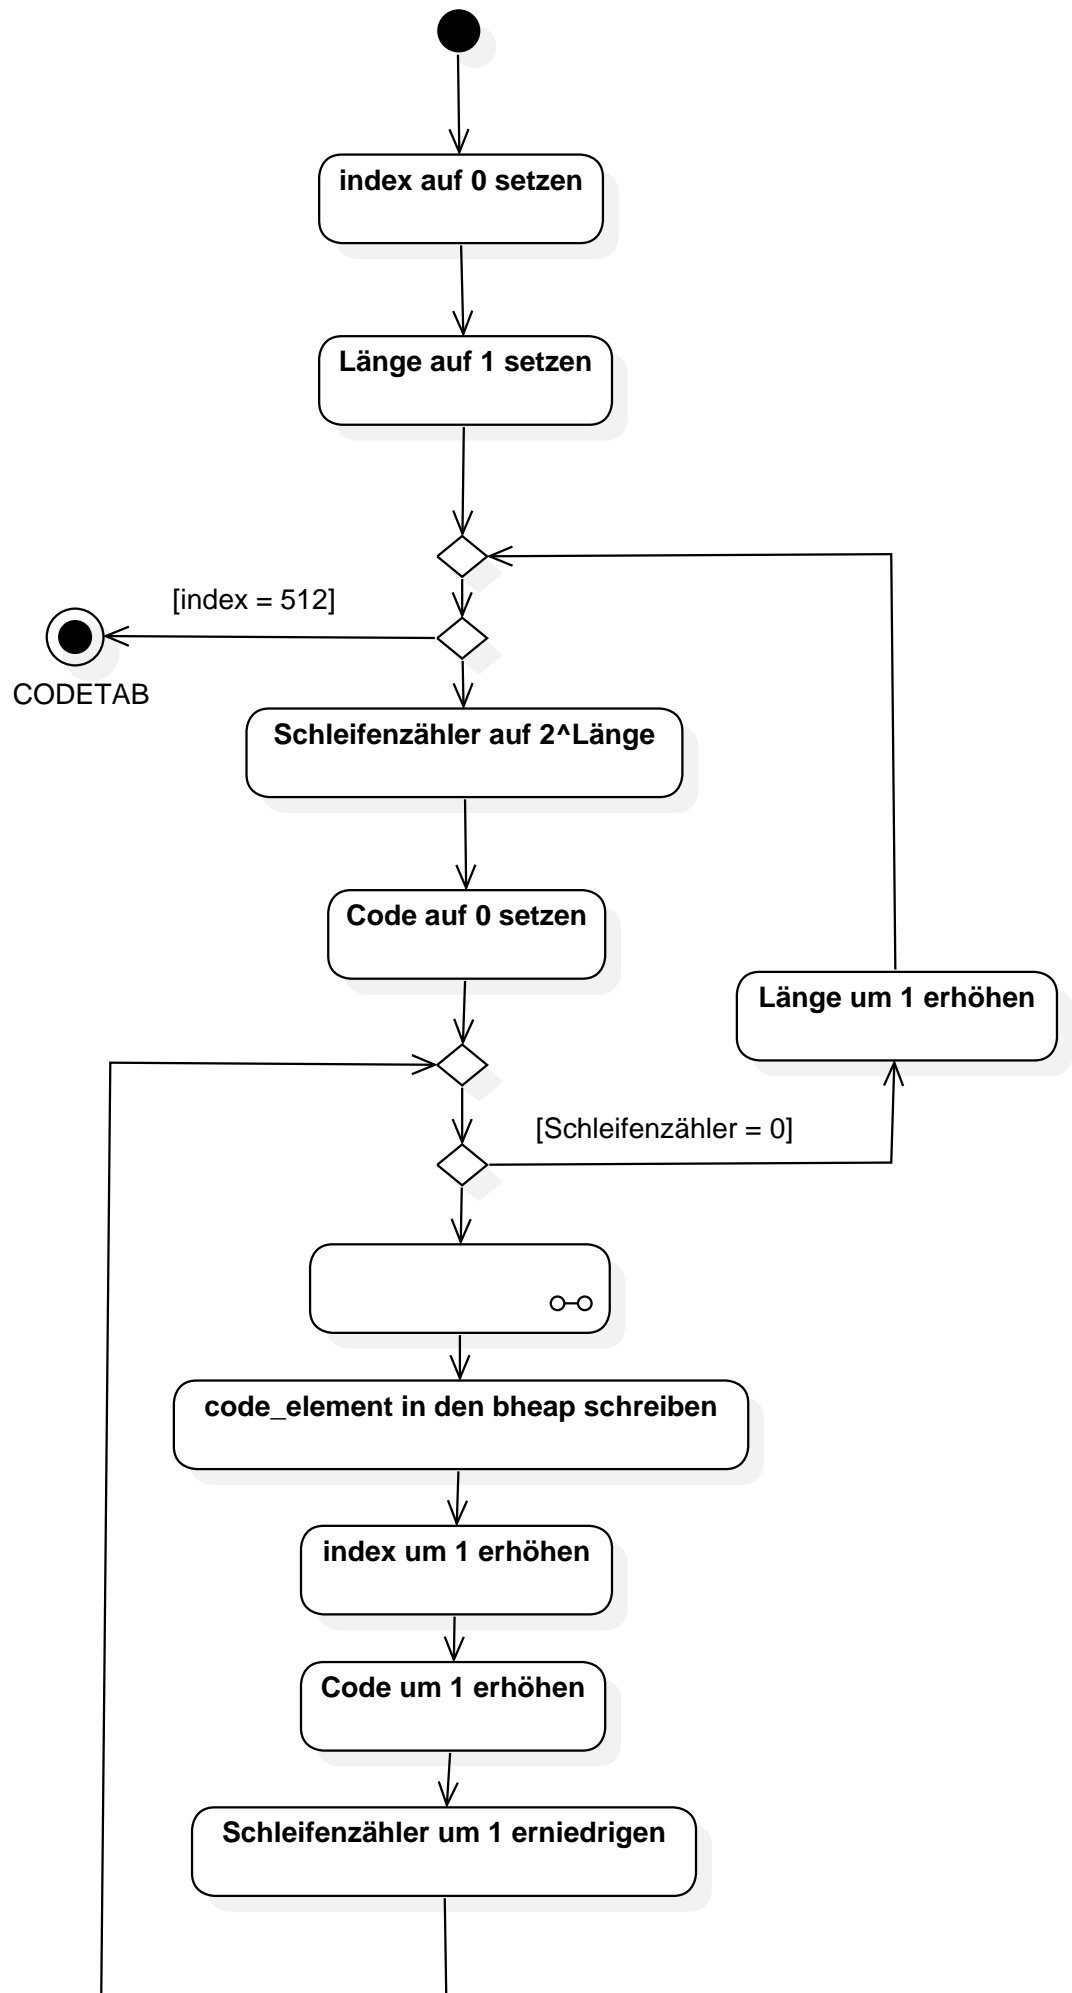 index auf 0 setzen
Länge auf 1 setzen
[index = 512]
CODETAB
Schleifenzähler auf 2^Länge
Code auf 0 setzen
Länge um 1 erhöhen
[Schleifenzähler = 0]
code_element in den bheap schreiben
index um 1 erhöhen
Code um 1 erhöhen
Schleifenzähler um 1 erniedrigen